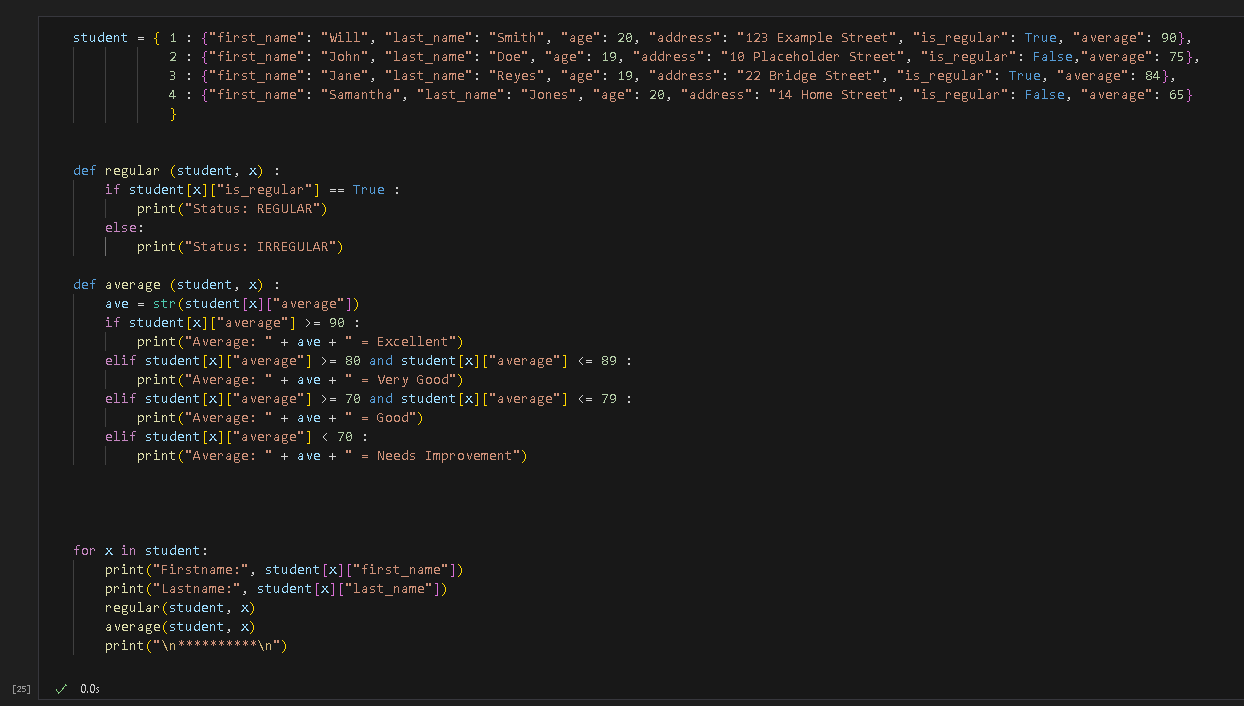 student = { 1 : {"first_name": "Will", "last_name": "Smith", "age": 20, "address": "123 Example Street", "is_regular": True, "average": 90},
2 : {"first_name": "John", "last_name": "Doe", "age": 19, "address": "10 Placeholder Street", "is_regular": False,"average": 75},
3 : {"first_name": "Jane", "last_name": "Reyes", "age": 19, "address": "22 Bridge Street", "is_regular": True, "average": 84},
4 : {"first_name": "Samantha", "last_name": "Jones", "age": 20, "address": "14 Home Street", "is_regular": False, "average": 65}
}
def regular (student, x) :
if student[x]["is_regular"] == True :
print("Status: REGULAR")
else:
print("Status: IRREGULAR")
def average (student, x) :
ave = str(student[x]["average"])
if student[x]["average"] >= 90 :
print("Average: " + ave + " = Excellent")
elif student[x]["average"] >= 80 and student[x]["average"] <= 89 :
print("Average: " + ave + " = Very Good")
elif student[x]["average"] >= 70 and student[x]["average"] <= 79 :
print("Average: " + ave + " = Good")
elif student[x]["average"] < 70 :
print("Average: " + ave + " = Needs Improvement")
for x in student:
print("Firstname:", student[x]["first_name"])
print("Lastname:", student[x]["last_name"])
regular(student, x)
average(student, x)
print("\n**********\n")
[25] ✓ 0.0s